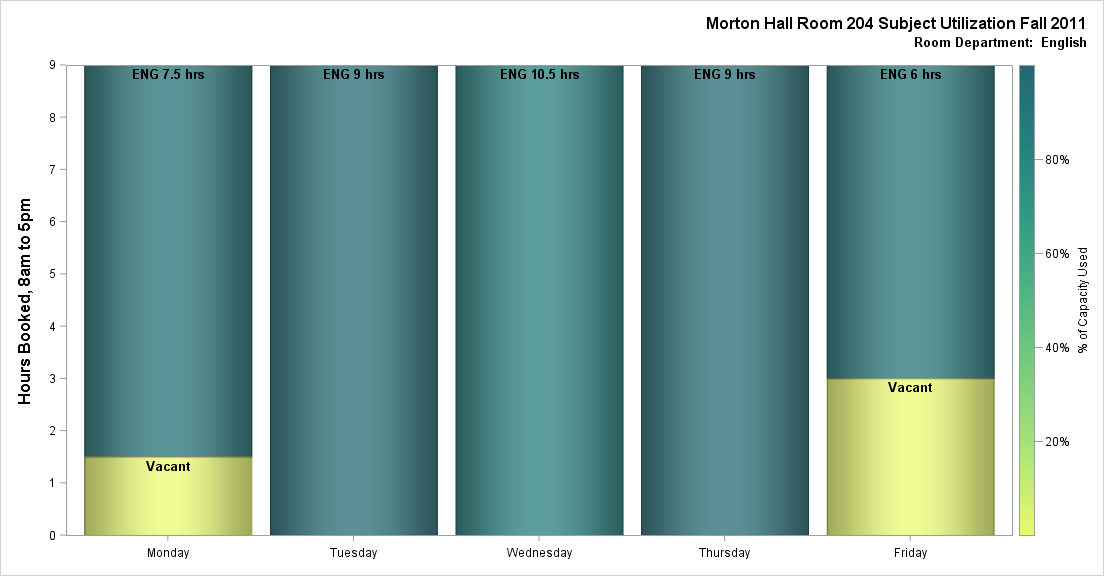 Morton Hall Room 204 Subject Utilization Fall 2011
Room Department:  English
Hours Booked, 8am to 5pm
9
8
7
6
5
4
3
2
1
0
ENG 7.5 hrs
Vacant
ENG 9 hrs
ENG 10.5 hrs
ENG 9 hrs
ENG 6 hrs
Vacant
Monday
Tuesday
Wednesday
Thursday
Friday
80%
60%
40%
20%
% of Capacity Used